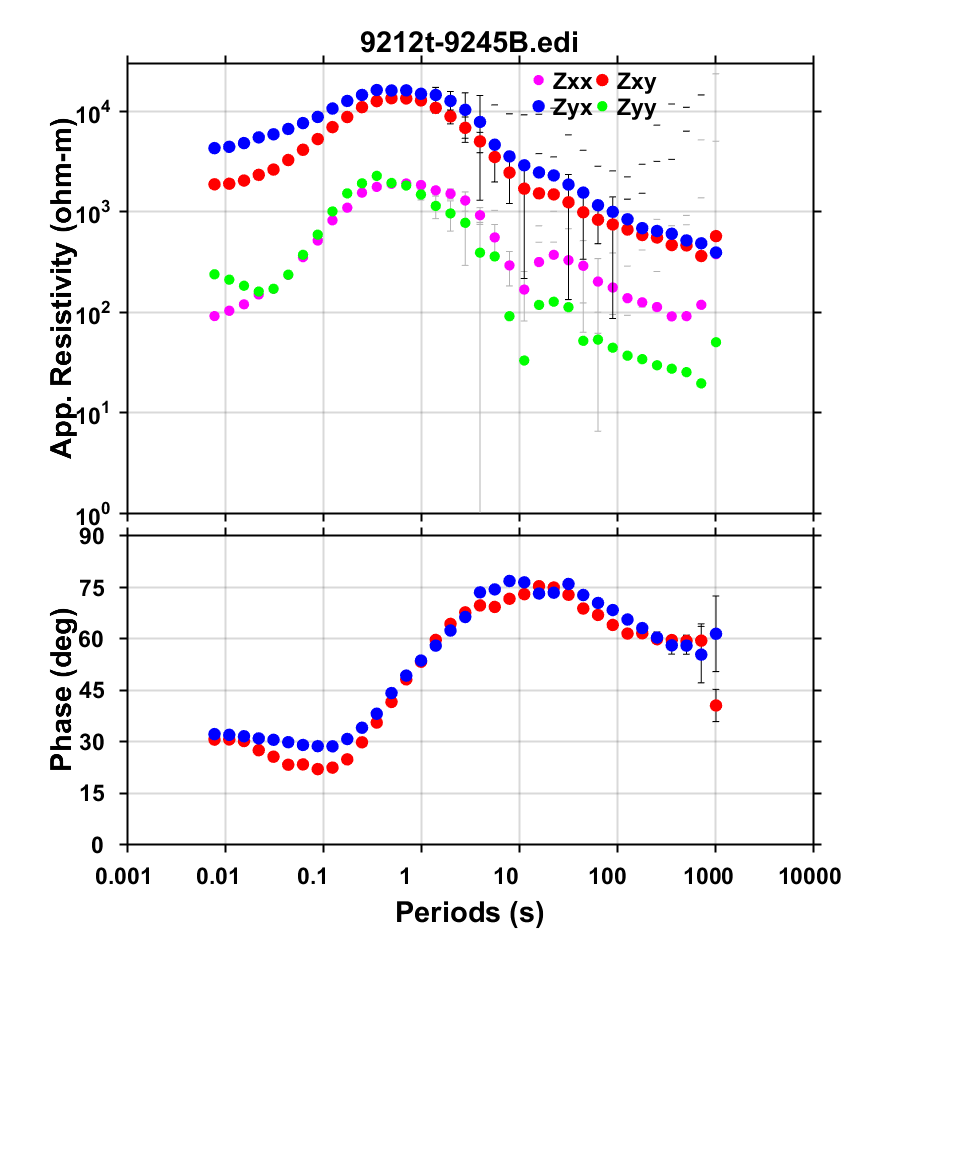 9212t-9245B.edi
Zxx Zxy
Zyx Zyy
App. Resistivity (ohm-m)
10^4
10^3
10^2
10^1
10^0
Phase (deg)
90
75
60
45
30
15
0
0.001 0.01 0.1 1 10 100 1000 10000
Periods (s)